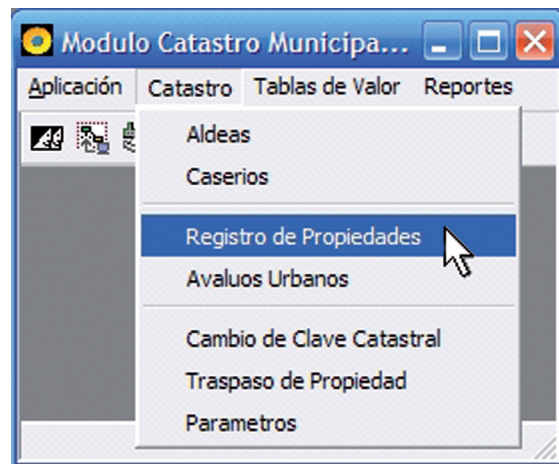 Modulo Catastro Municipa...
Aplicación Catastro Tablas de Valor Reportes
Aldeas
Caserios
Registro de Propiedades
Avaluos Urbanos
Cambio de Clave Catastral
Traspaso de Propiedad
Parametros